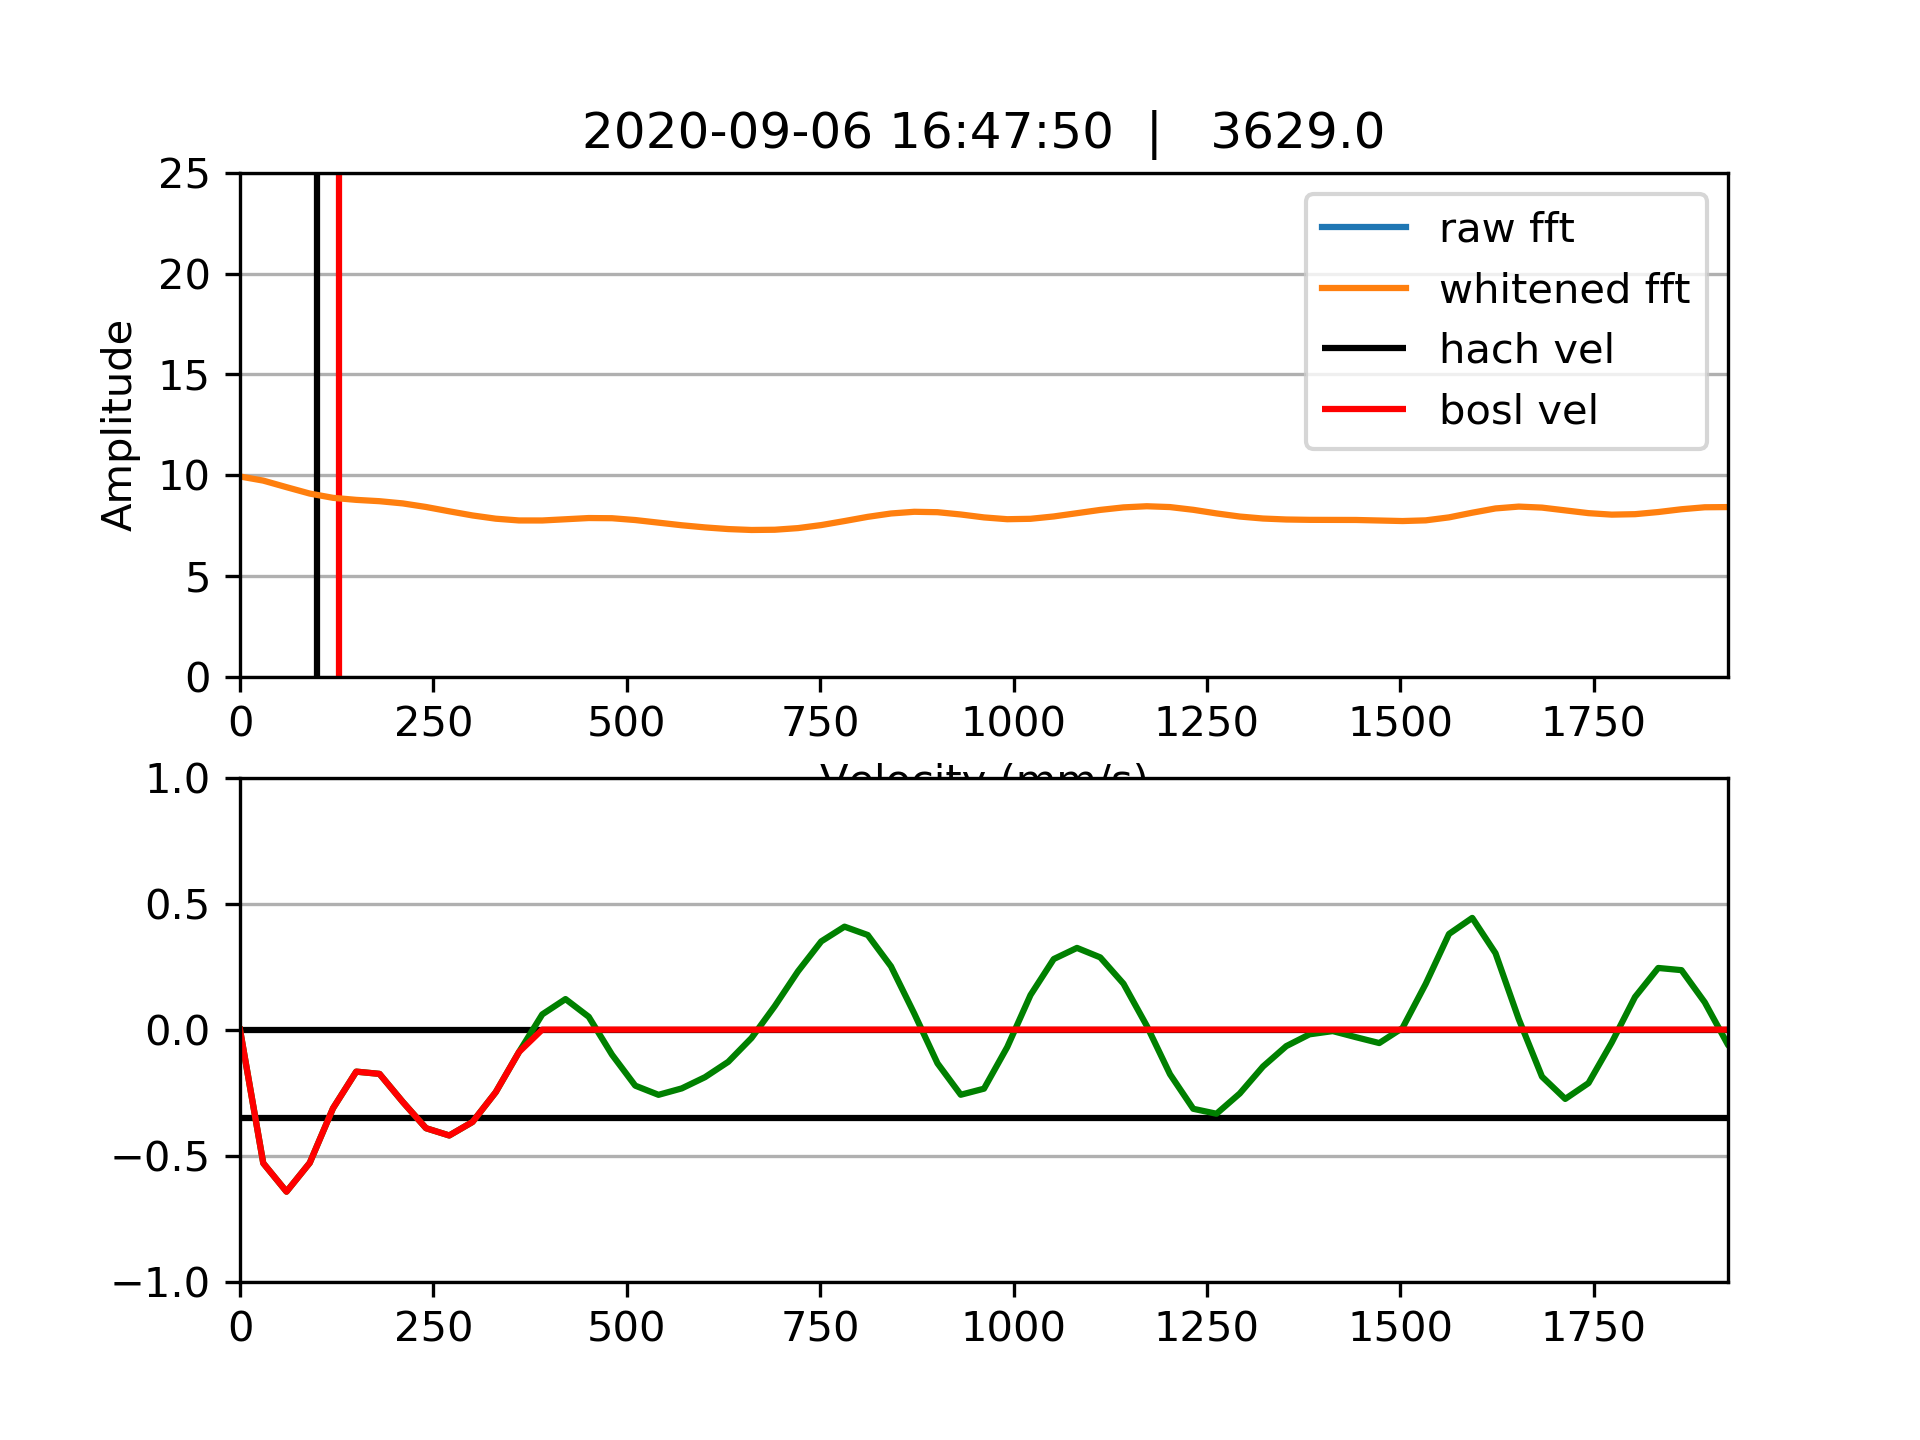 2020-09-06 16:47:50 | 3629.0
25
20
15
10
5
0
Amplitude
raw fft
whitened fft
hach vel
bosl vel
0 250 500 750 1000 1250 1500 1750
Velocity (mm/s)
1.0
0.5
0.0
−0.5
−1.0
0 250 500 750 1000 1250 1500 1750